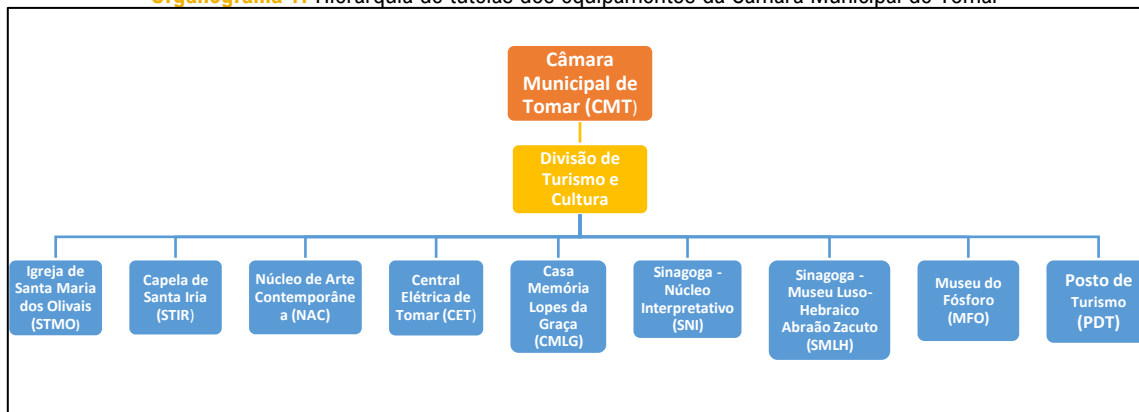 Organograma 1: Hierarquia de tutelas dos equipamentos da Câmara Municipal de Tomar
Câmara
Municipal de
Tomar (CMT)
Divisão de
Turismo e
Cultura
Igreja de
Santa Maria
dos Olivais
(STMO)
Capela de
Santa Iria
(STIR)
Núcleo de Arte
Contemporâne
a (NAC)
Central
Elétrica de
Tomar (CET)
Casa
Memória
Lopes da
Graça
(CMLG)
Sinagoga -
Núcleo
Interpretativo
(SNI)
Sinagoga -
Museu Luso-
Hebraico
Abraão Zacuto
(SMLH)
Museu do
Fósforo
(MFO)
Posto de
Turismo
(PDT)